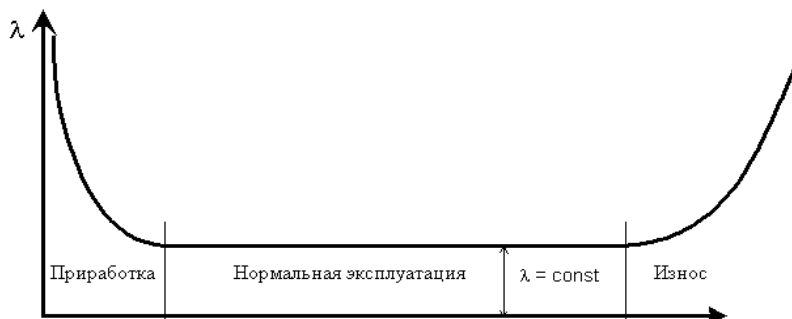 λ
Приработка
Нормальная эксплуатация
λ = const
Износ